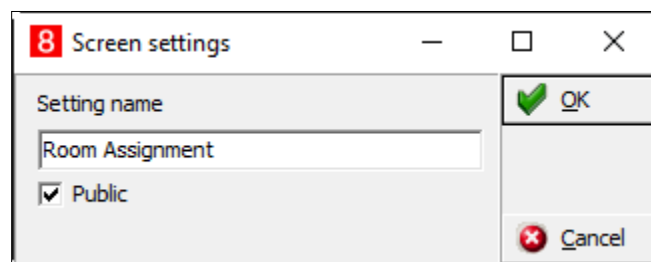 8 Screen settings
Setting name
OK
Room Assignment
Public
Cancel